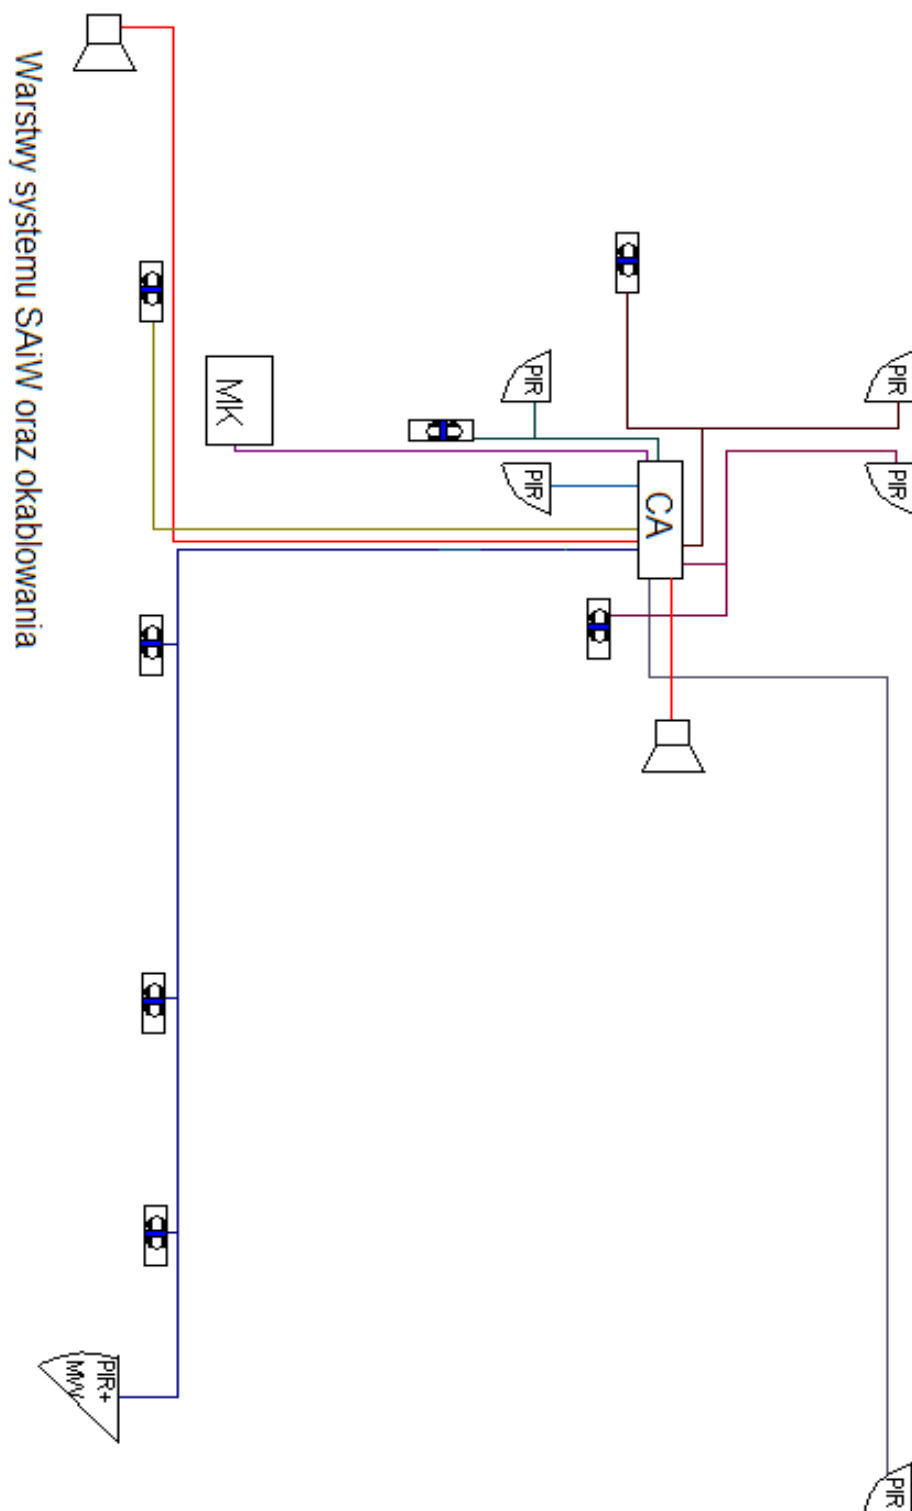 Warstwy systemu SAiW oraz okablowania
PIR
PIR
PIR
PIR
MK
CA
PIR+
MW
PIR